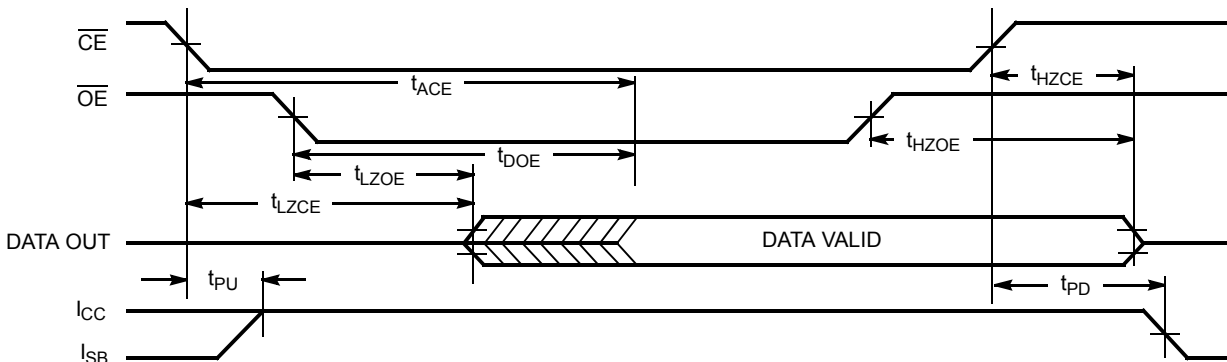 CE
tACE
tHZCE
OE
tHZOE
tDOE
tLZOE
tLZCE
DATA OUT
DATA VALID
tPU
tPD
ICC
ISB